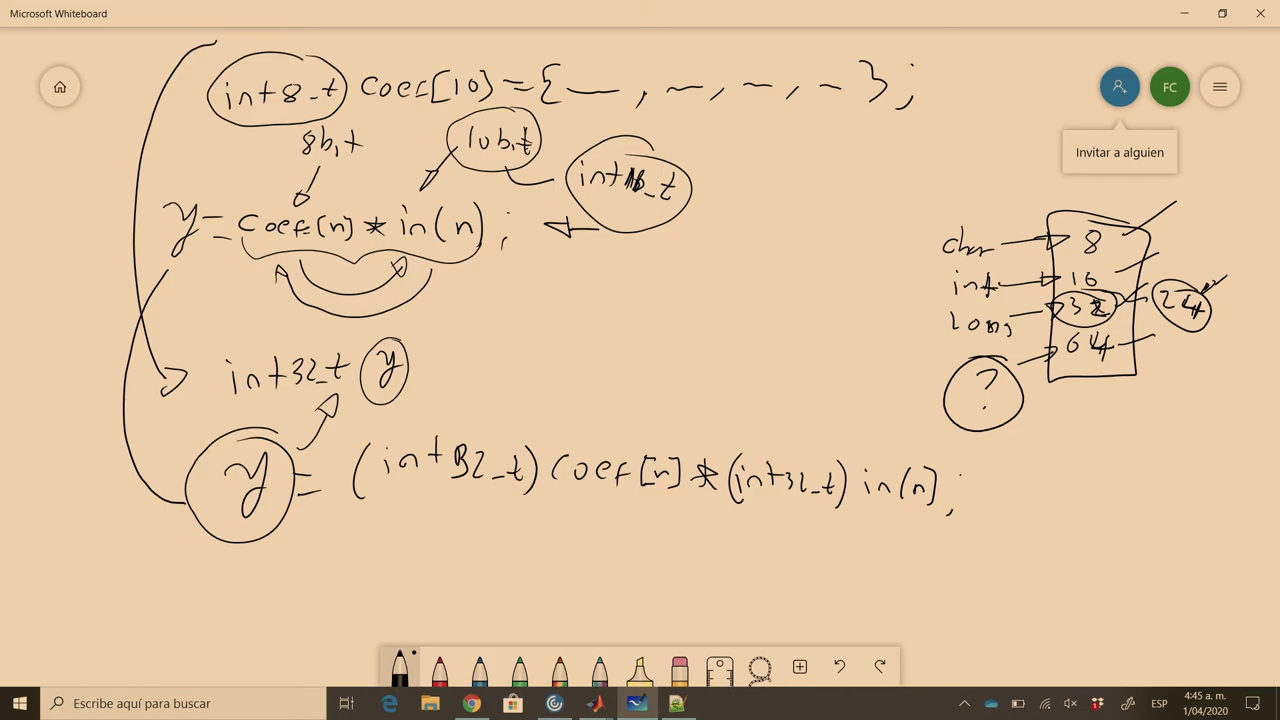 Microsoft Whiteboard
int8_t coef[10]={ , , , };
8bit
10bit
int16_t
y=coef[n]*in(n);
FC
Invitar a alguien
char 8
int 16
long 32 24
? 64
int32_t y
y=(int32_t)coef[n]*(int32_t)in(n);
Escribe aquí para buscar
ESP
4:45 a. m.
1/04/2020